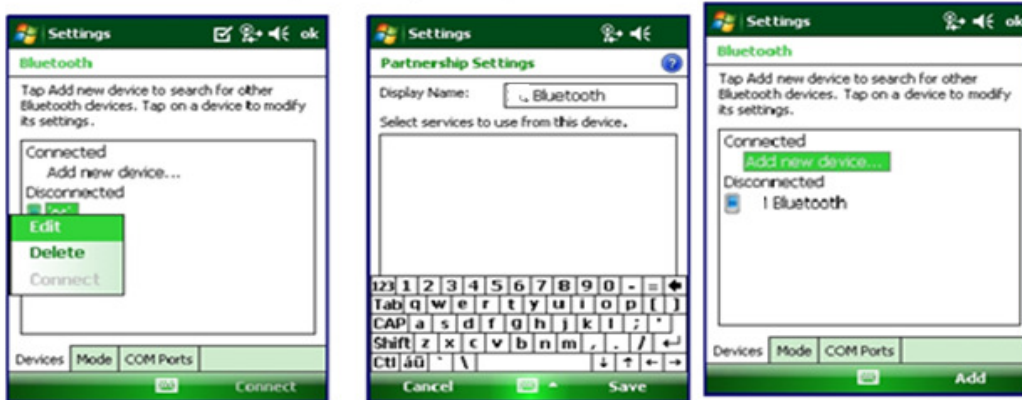 Settings ok
Bluetooth
Tap Add new device to search for other
Bluetooth devices. Tap on a device to modify
its settings.
Connected
Add new device...
Disconnected
Edit
Delete
Connect
Devices Mode COM Ports
Connect
Settings
Partnership Settings ?
Display Name: Bluetooth
Select services to use from this device.
123 1 2 3 4 5 6 7 8 9 0 - =
Tab q w e r t y u i o p [ ]
CAP a s d f g h j k l ; '
Shift z x c v b n m , . /
Ctl áü ` \
Cancel Save
Settings ok
Bluetooth
Tap Add new device to search for other
Bluetooth devices. Tap on a device to modify
its settings.
Connected
Add new device...
Disconnected
Bluetooth
Devices Mode COM Ports
Add